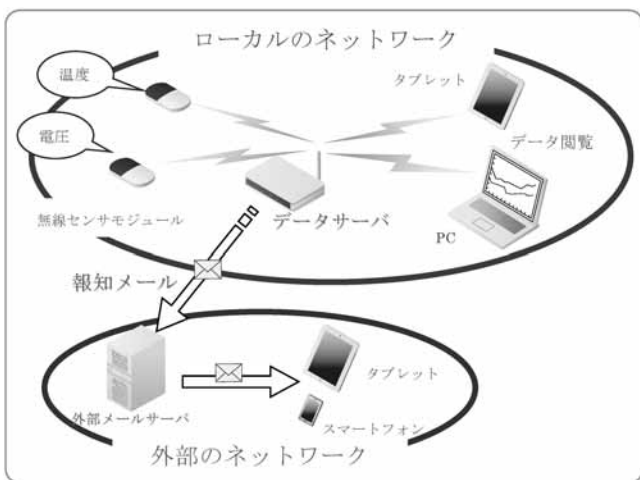 ローカルのネットワーク
温度
タブレット
電圧
データ閲覧
無線センサモジュール
データサーバ
PC
報知メール
タブレット
外部メールサーバ
スマートフォン
外部のネットワーク